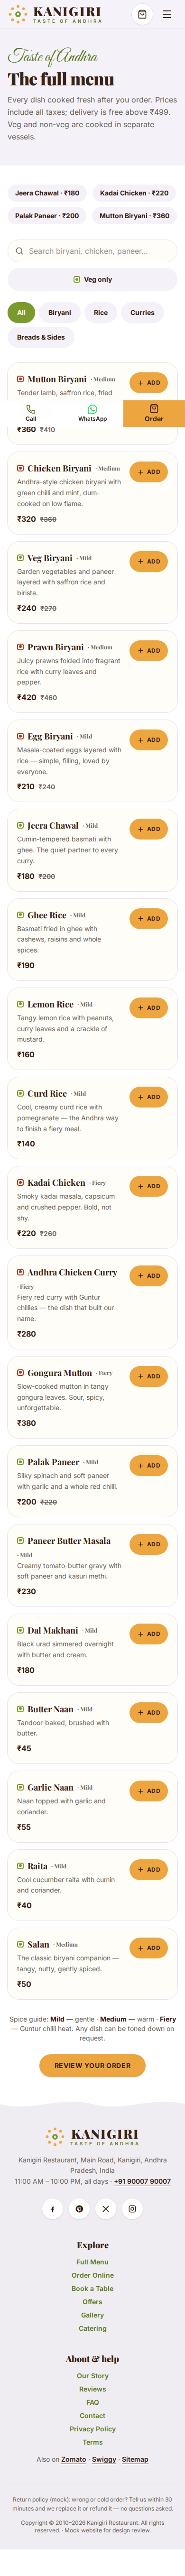 KANIGIRI
TASTE OF ANDHRA
Taste of Andhra
The full menu
Every dish cooked fresh after you order. Prices
include all taxes; delivery is free above ₹499.
Veg and non-veg are cooked in separate
vessels.
Jeera Chawal · ₹180
Kadai Chicken · ₹220
Palak Paneer · ₹200
Mutton Biryani · ₹360
Search biryani, chicken, paneer…
Veg only
All
Biryani
Rice
Curries
Breads & Sides
Mutton Biryani · Medium
ADD
Tender lamb, saffron rice, fried
Call
WhatsApp
Order
₹360 ₹410
Chicken Biryani · Medium
ADD
Andhra-style chicken biryani with
green chilli and mint, dum-
cooked on low flame.
₹320 ₹360
Veg Biryani · Mild
ADD
Garden vegetables and paneer
layered with saffron rice and
birista.
₹240 ₹270
Prawn Biryani · Medium
ADD
Juicy prawns folded into fragrant
rice with curry leaves and
pepper.
₹420 ₹460
Egg Biryani · Mild
ADD
Masala-coated eggs layered with
rice — simple, filling, loved by
everyone.
₹210 ₹240
Jeera Chawal · Mild
ADD
Cumin-tempered basmati with
ghee. The quiet partner to every
curry.
₹180 ₹200
Ghee Rice · Mild
ADD
Basmati fried in ghee with
cashews, raisins and whole
spices.
₹190
Lemon Rice · Mild
ADD
Tangy lemon rice with peanuts,
curry leaves and a crackle of
mustard.
₹160
Curd Rice · Mild
ADD
Cool, creamy curd rice with
pomegranate — the Andhra way
to finish a fiery meal.
₹140
Kadai Chicken · Fiery
ADD
Smoky kadai masala, capsicum
and crushed pepper. Bold, not
shy.
₹220 ₹260
Andhra Chicken Curry
· Fiery
ADD
Fiery red curry with Guntur
chillies — the dish that built our
name.
₹280
Gongura Mutton · Fiery
ADD
Slow-cooked mutton in tangy
gongura leaves. Sour, spicy,
unforgettable.
₹380
Palak Paneer · Mild
ADD
Silky spinach and soft paneer
with garlic and a whole red chilli.
₹200 ₹220
Paneer Butter Masala
· Mild
ADD
Creamy tomato-butter gravy with
soft paneer and kasuri methi.
₹230
Dal Makhani · Mild
ADD
Black urad simmered overnight
with butter and cream.
₹180
Butter Naan · Mild
ADD
Tandoor-baked, brushed with
butter.
₹45
Garlic Naan · Mild
ADD
Naan topped with garlic and
coriander.
₹55
Raita · Mild
ADD
Cool cucumber raita with cumin
and coriander.
₹40
Salan · Medium
ADD
The classic biryani companion —
tangy, nutty, gently spiced.
₹50
Spice guide: Mild — gentle · Medium — warm · Fiery
— Guntur chilli heat. Any dish can be toned down on
request.
REVIEW YOUR ORDER
KANIGIRI
TASTE OF ANDHRA
Kanigiri Restaurant, Main Road, Kanigiri, Andhra
Pradesh, India
11:00 AM – 10:00 PM, all days · +91 90007 90007
Explore
Full Menu
Order Online
Book a Table
Offers
Gallery
Catering
About & help
Our Story
Reviews
FAQ
Contact
Privacy Policy
Terms
Also on Zomato · Swiggy · Sitemap
Return policy (mock): wrong or cold order? Tell us within 30
minutes and we replace it or refund it — no questions asked.
Copyright © 2010–2026 Kanigiri Restaurant. All rights
reserved. · Mock website for design review.